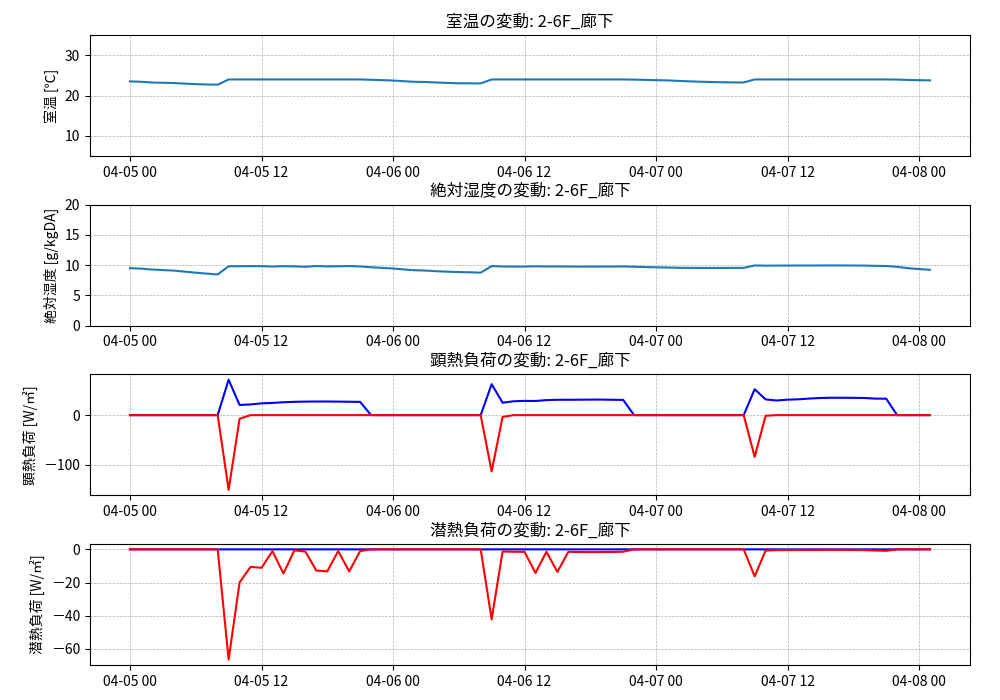 室温の変動: 2-6F_廊下
30
20
10
室温 [℃]
04-05 00 04-05 12 04-06 00 04-06 12 04-07 00 04-07 12 04-08 00
絶対湿度の変動: 2-6F_廊下
20
15
10
5
0
絶対湿度 [g/kgDA]
04-05 00 04-05 12 04-06 00 04-06 12 04-07 00 04-07 12 04-08 00
顕熱負荷の変動: 2-6F_廊下
0
−100
顕熱負荷 [W/㎡]
04-05 00 04-05 12 04-06 00 04-06 12 04-07 00 04-07 12 04-08 00
潜熱負荷の変動: 2-6F_廊下
0
−20
−40
−60
潜熱負荷 [W/㎡]
04-05 00 04-05 12 04-06 00 04-06 12 04-07 00 04-07 12 04-08 00